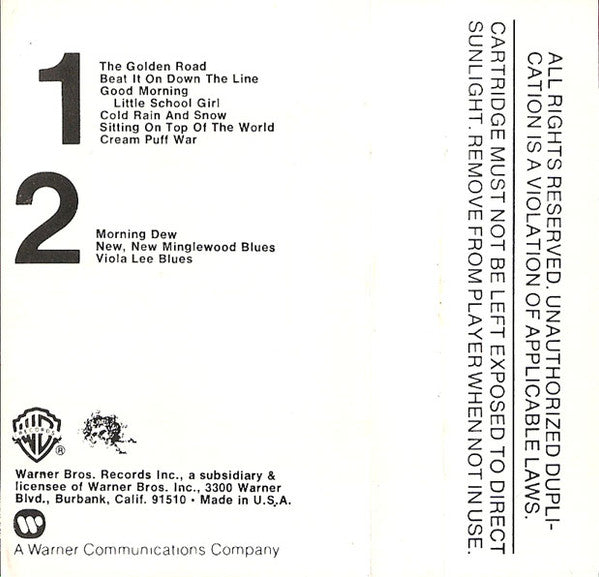 1
The Golden Road
Beat It On Down The Line
Good Morning
Little School Girl
Cold Rain And Snow
Sitting On Top Of The World
Cream Puff War
2
Morning Dew
New, New Minglewood Blues
Viola Lee Blues
WB
RECORDS
®
Warner Bros. Records Inc., a subsidiary &
licensee of Warner Bros. Inc., 3300 Warner
Blvd., Burbank, Calif. 91510 • Made in U.S.A.
A Warner Communications Company
ALL RIGHTS RESERVED. UNAUTHORIZED DUPLI-
CATION IS A VIOLATION OF APPLICABLE LAWS.
CARTRIDGE MUST NOT BE LEFT EXPOSED TO DIRECT
SUNLIGHT. REMOVE FROM PLAYER WHEN NOT IN USE.